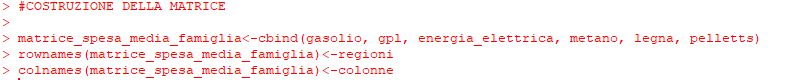 > #COSTRUZIONE DELLA MATRICE
>
> matrice_spesa_media_famiglia<-cbind(gasolio, gpl, energia_elettrica, metano, legna, pelletts)
> rownames(matrice_spesa_media_famiglia)<-regioni
> colnames(matrice_spesa_media_famiglia)<-colonne